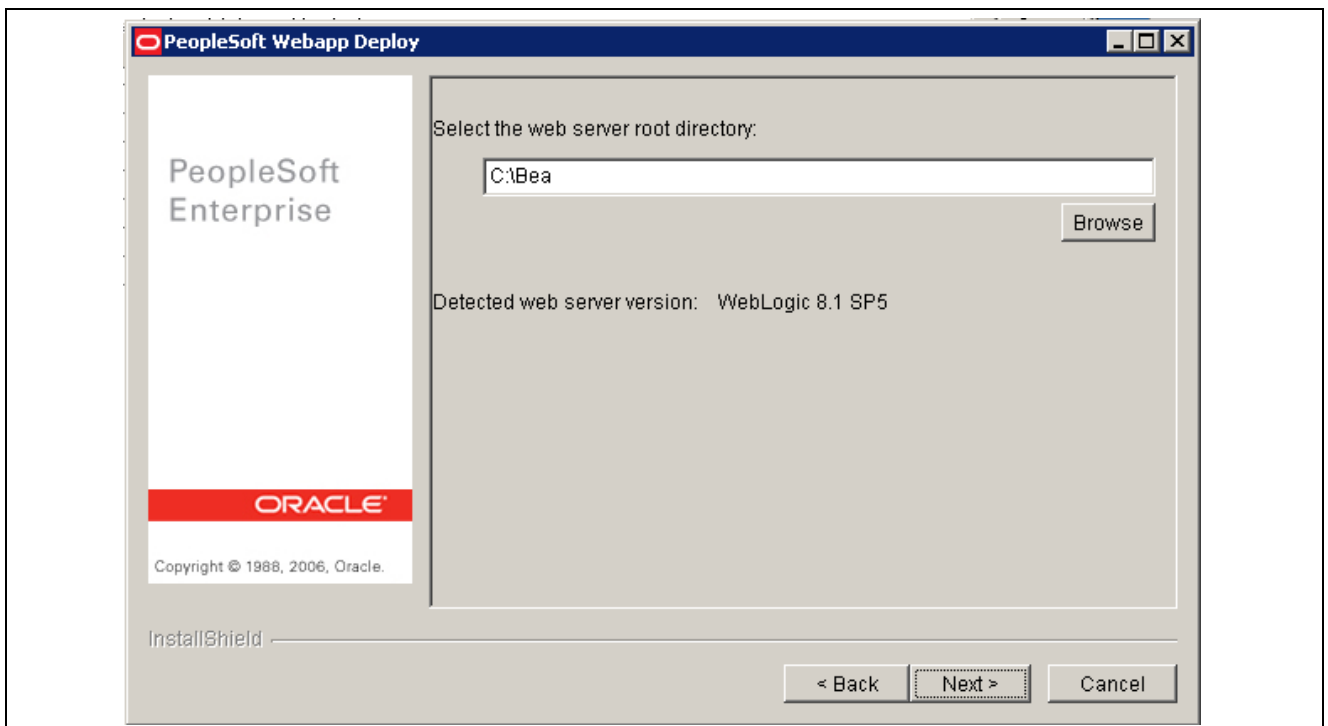 PeopleSoft Webapp Deploy
PeopleSoft
Enterprise
ORACLE
Copyright © 1988, 2006, Oracle.
Select the web server root directory:
C:\Bea
Browse
Detected web server version: WebLogic 8.1 SP5
InstallShield
< Back Next > Cancel